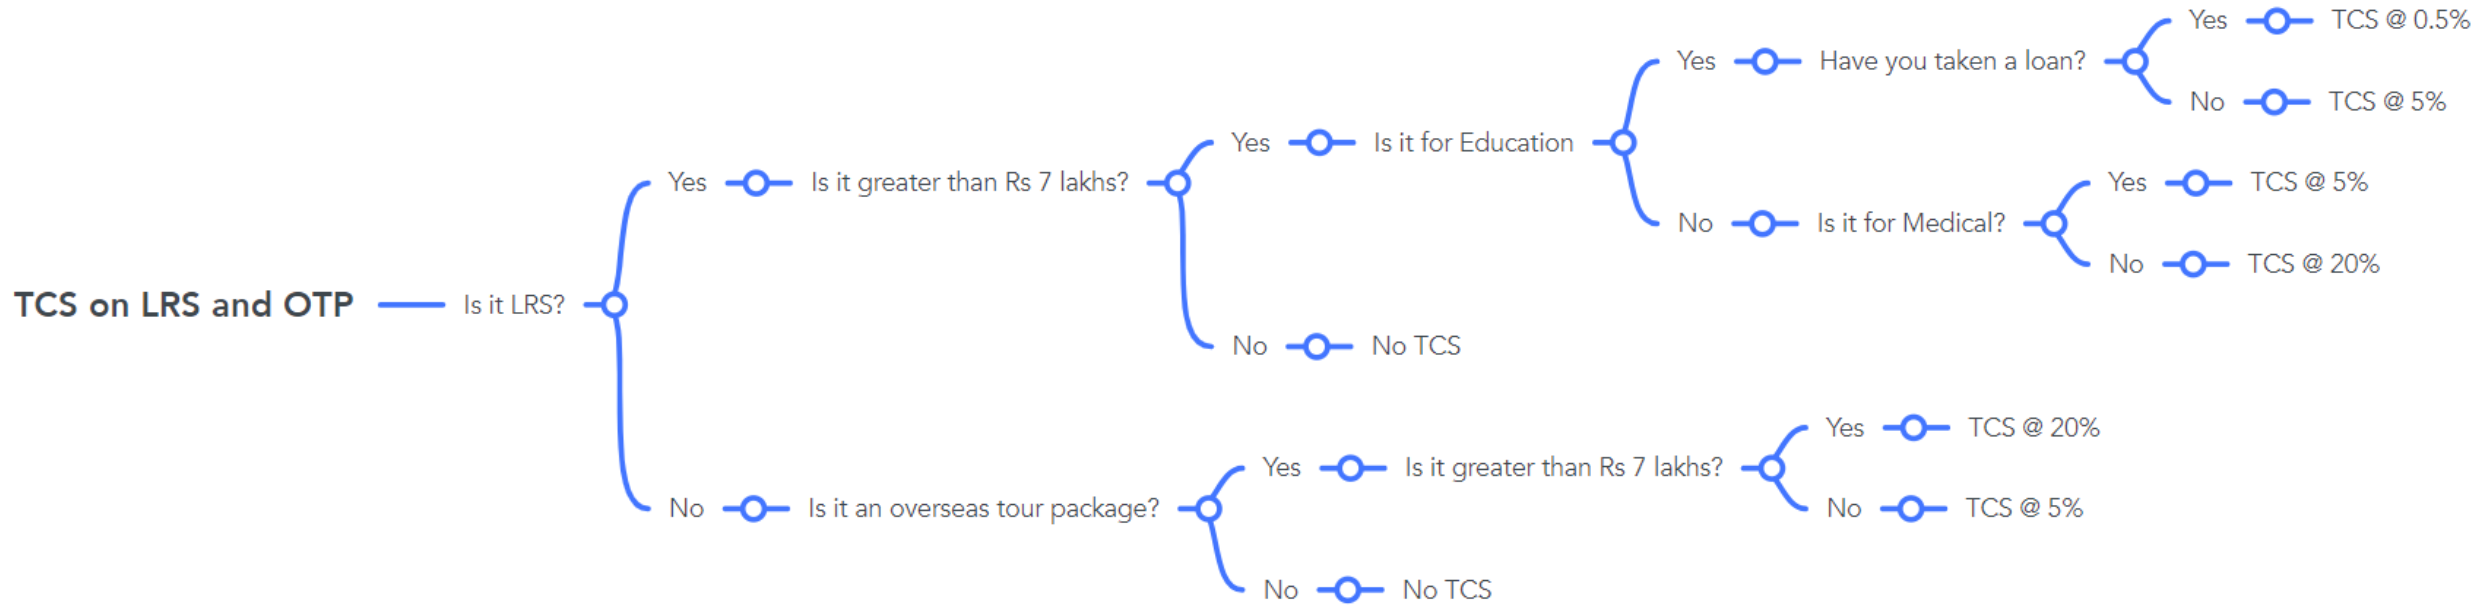 TCS on LRS and OTP
Is it LRS?
Yes
Is it greater than Rs 7 lakhs?
Yes
Is it for Education
Yes
Have you taken a loan?
Yes
TCS @ 0.5%
No
TCS @ 5%
No
Is it for Medical?
Yes
TCS @ 5%
No
TCS @ 20%
No
No TCS
No
Is it an overseas tour package?
Yes
Is it greater than Rs 7 lakhs?
Yes
TCS @ 20%
No
TCS @ 5%
No
No TCS